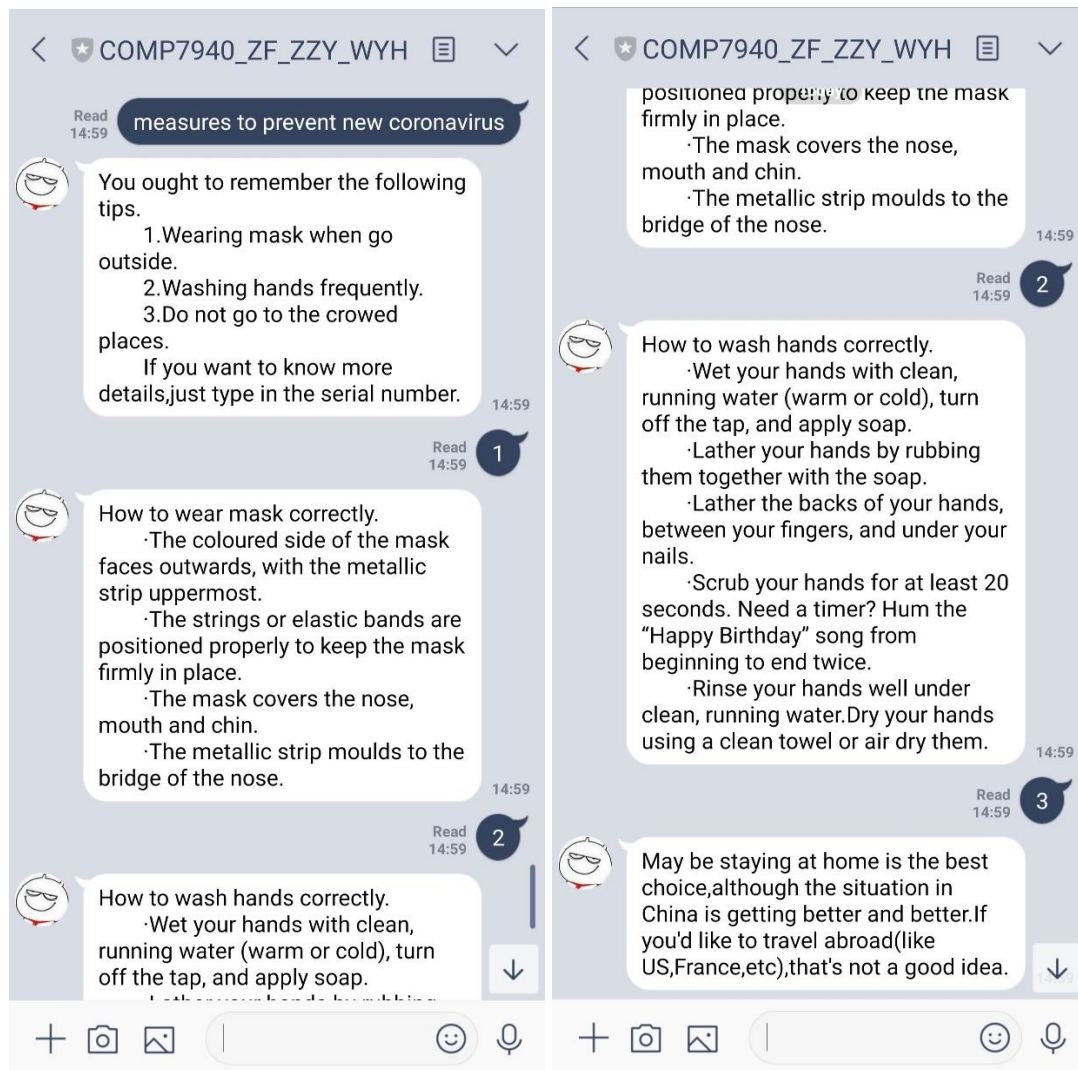 COMP7940_ZF_ZZY_WYH
Read
14:59
measures to prevent new coronavirus
You ought to remember the following
tips.
1.Wearing mask when go
outside.
2.Washing hands frequently.
3.Do not go to the crowed
places.
If you want to know more
details,just type in the serial number.
14:59
Read
14:59
1
How to wear mask correctly.
·The coloured side of the mask
faces outwards, with the metallic
strip uppermost.
·The strings or elastic bands are
positioned properly to keep the mask
firmly in place.
·The mask covers the nose,
mouth and chin.
·The metallic strip moulds to the
bridge of the nose.
14:59
Read
14:59
2
How to wash hands correctly.
·Wet your hands with clean,
running water (warm or cold), turn
off the tap, and apply soap.
·Lather your hands by rubbing
COMP7940_ZF_ZZY_WYH
positioned properly to keep the mask
firmly in place.
·The mask covers the nose,
mouth and chin.
·The metallic strip moulds to the
bridge of the nose.
14:59
Read
14:59
2
How to wash hands correctly.
·Wet your hands with clean,
running water (warm or cold), turn
off the tap, and apply soap.
·Lather your hands by rubbing
them together with the soap.
·Lather the backs of your hands,
between your fingers, and under your
nails.
·Scrub your hands for at least 20
seconds. Need a timer? Hum the
“Happy Birthday” song from
beginning to end twice.
·Rinse your hands well under
clean, running water.Dry your hands
using a clean towel or air dry them.
14:59
Read
14:59
3
May be staying at home is the best
choice,although the situation in
China is getting better and better.If
you'd like to travel abroad(like
US,France,etc),that's not a good idea.